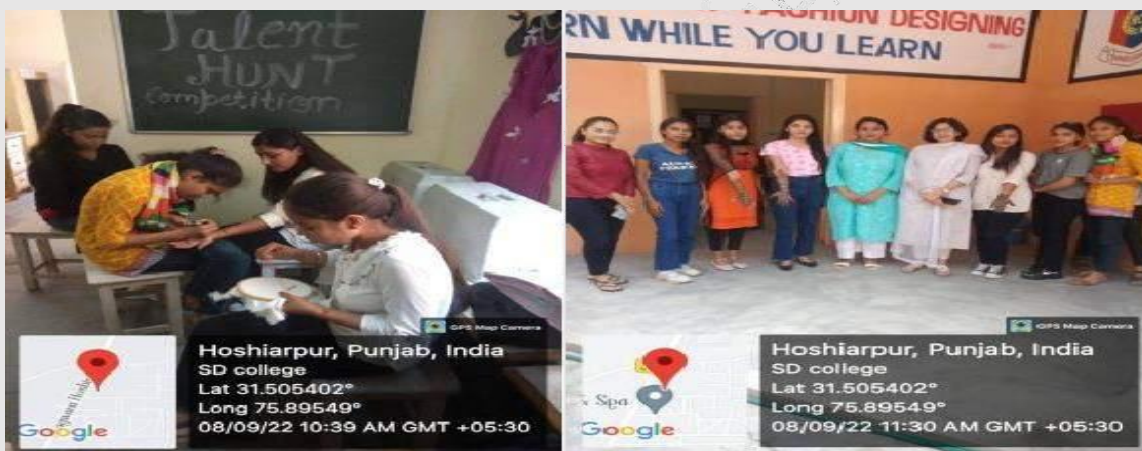 Talent
HUNT
competition
GPS Map Camera
Hoshiarpur, Punjab, India
SD college
Lat 31.505402°
Long 75.89549°
08/09/22 10:39 AM GMT +05:30
Google
FASHION DESIGNING
RN WHILE YOU LEARN
GPS Map Camera
Hoshiarpur, Punjab, India
SD college
Lat 31.505402°
Long 75.89549°
08/09/22 11:30 AM GMT +05:30
Spa
Google